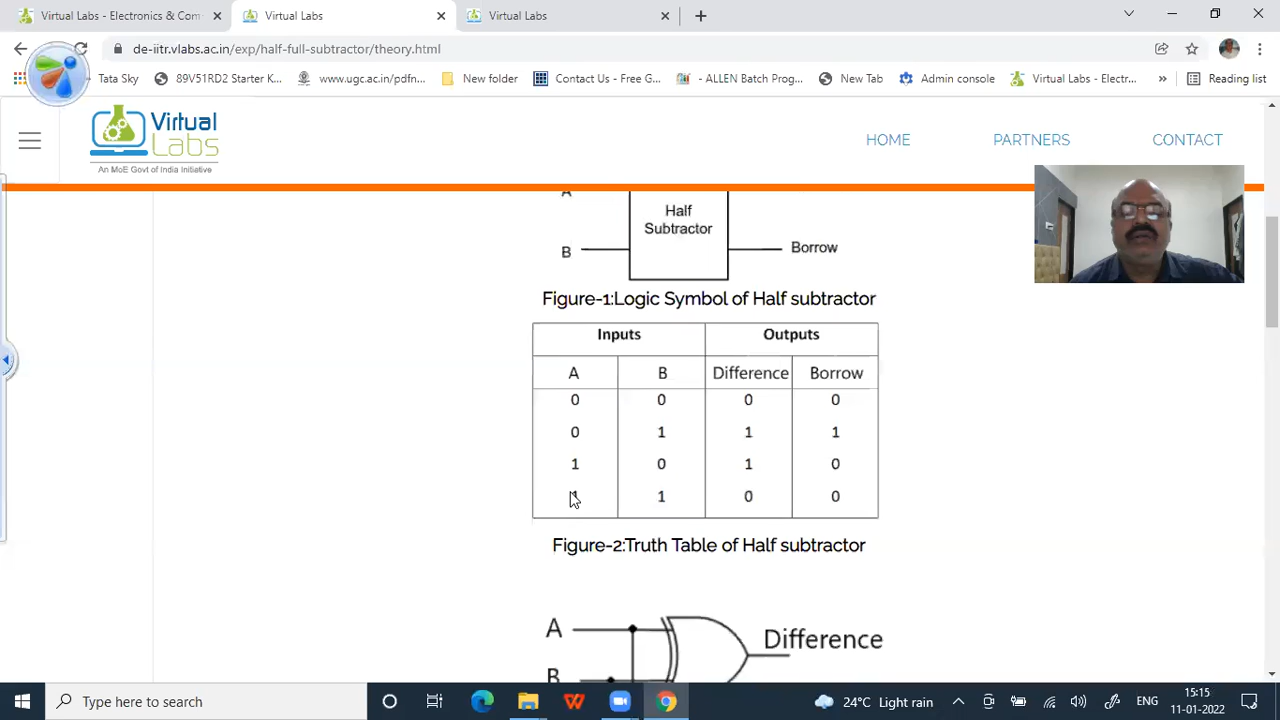 Virtual Labs - Electronics & Com
Virtual Labs
Virtual Labs
de-iitr.vlabs.ac.in/exp/half-full-subtractor/theory.html
Tata Sky
89V51RD2 Starter K...
www.ugc.ac.in/pdfn...
New folder
Contact Us - Free G...
- ALLEN Batch Prog...
New Tab
Admin console
Virtual Labs - Electr...
»
Reading list
Virtual
Labs
An MoE Govt of India Initiative
HOME PARTNERS CONTACT
A
Half
Subtractor
B
Borrow
Figure-1:Logic Symbol of Half subtractor
Inputs Outputs
A B Difference Borrow
0 0 0 0
0 1 1 1
1 0 1 0
1 1 0 0
Figure-2:Truth Table of Half subtractor
A
Difference
B
Type here to search
24°C Light rain
ENG
15:15
11-01-2022